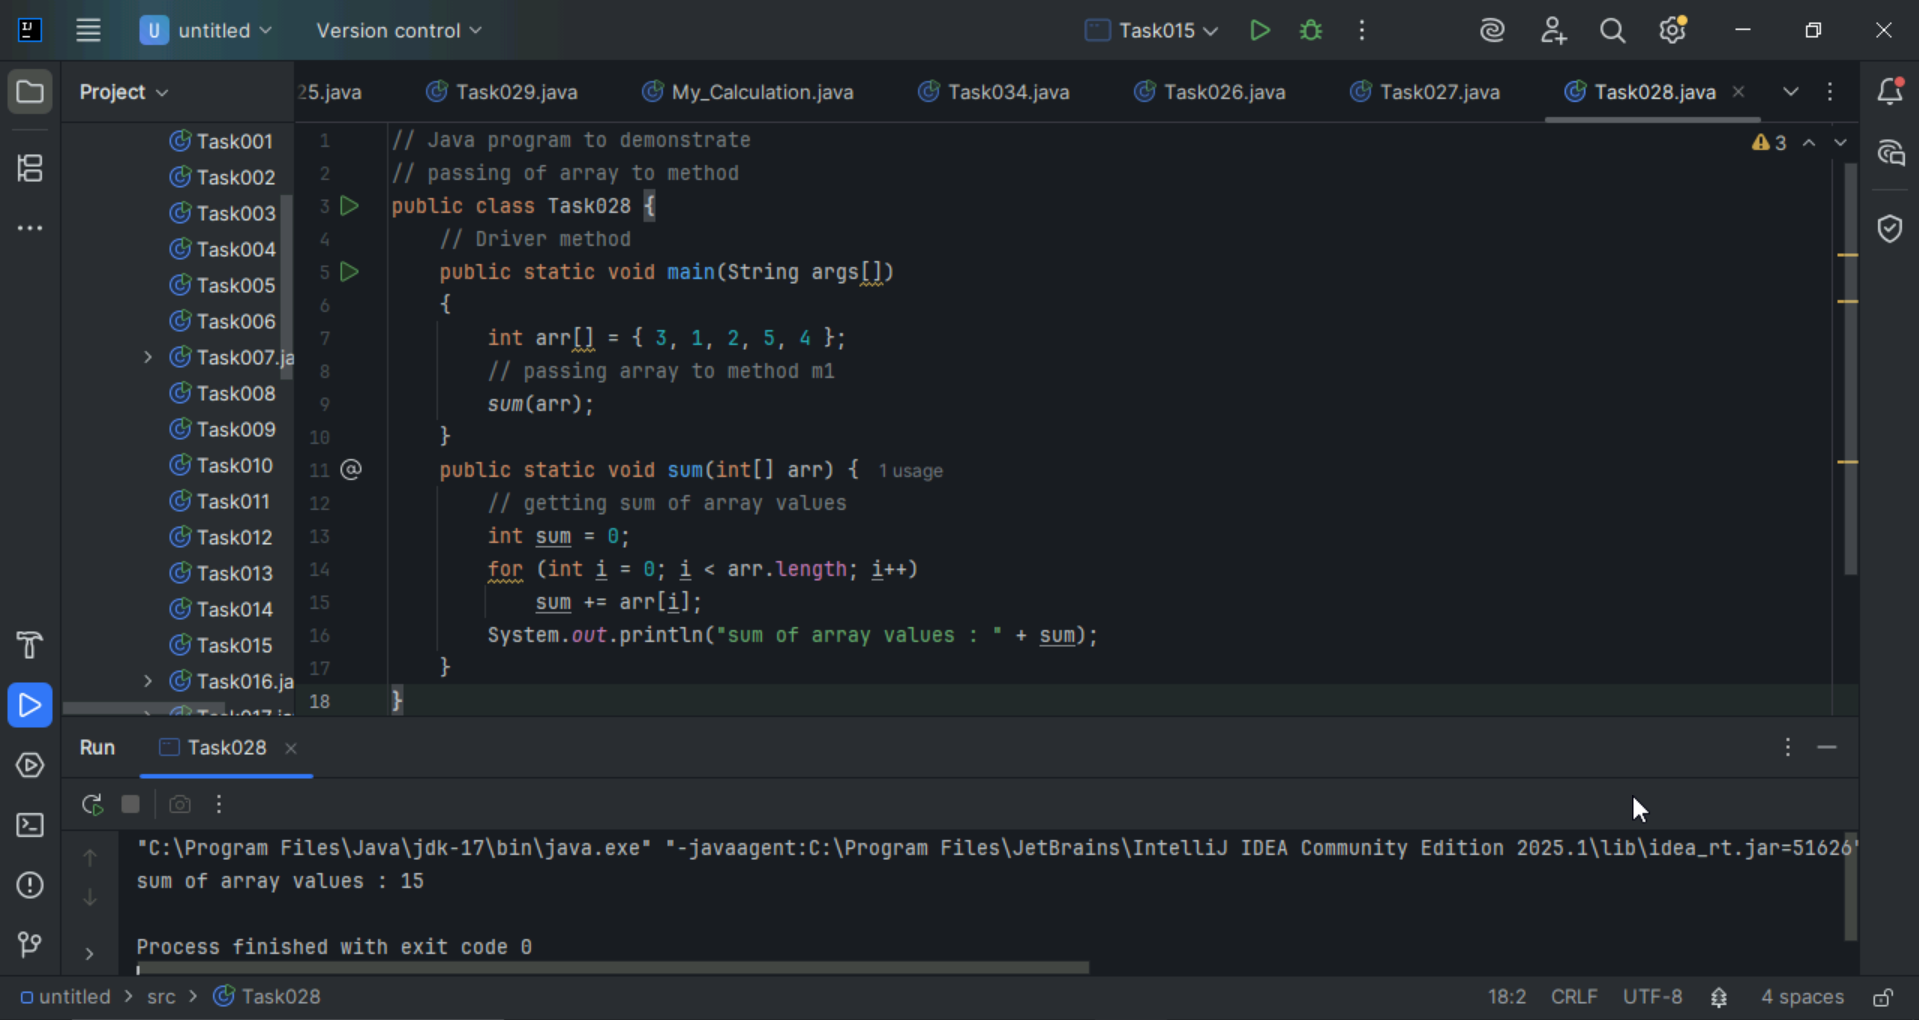 U untitled Version control Task015
Project
25.java Task029.java My_Calculation.java Task034.java Task026.java Task027.java Task028.java
Task001
Task002
Task003
Task004
Task005
Task006
Task007.ja
Task008
Task009
Task010
Task011
Task012
Task013
Task014
Task015
Task016.ja
3
1 // Java program to demonstrate
2 // passing of array to method
3 public class Task028 {
4 // Driver method
5 public static void main(String args[])
6 {
7 int arr[] = { 3, 1, 2, 5, 4 };
8 // passing array to method m1
9 sum(arr);
10 }
11 @ public static void sum(int[] arr) { 1 usage
12 // getting sum of array values
13 int sum = 0;
14 for (int i = 0; i < arr.length; i++)
15 sum += arr[i];
16 System.out.println("sum of array values : " + sum);
17 }
18 }
Run Task028
"C:\Program Files\Java\jdk-17\bin\java.exe" "-javaagent:C:\Program Files\JetBrains\IntelliJ IDEA Community Edition 2025.1\lib\idea_rt.jar=51626"
sum of array values : 15
Process finished with exit code 0
untitled > src > Task028
18:2 CRLF UTF-8 4 spaces